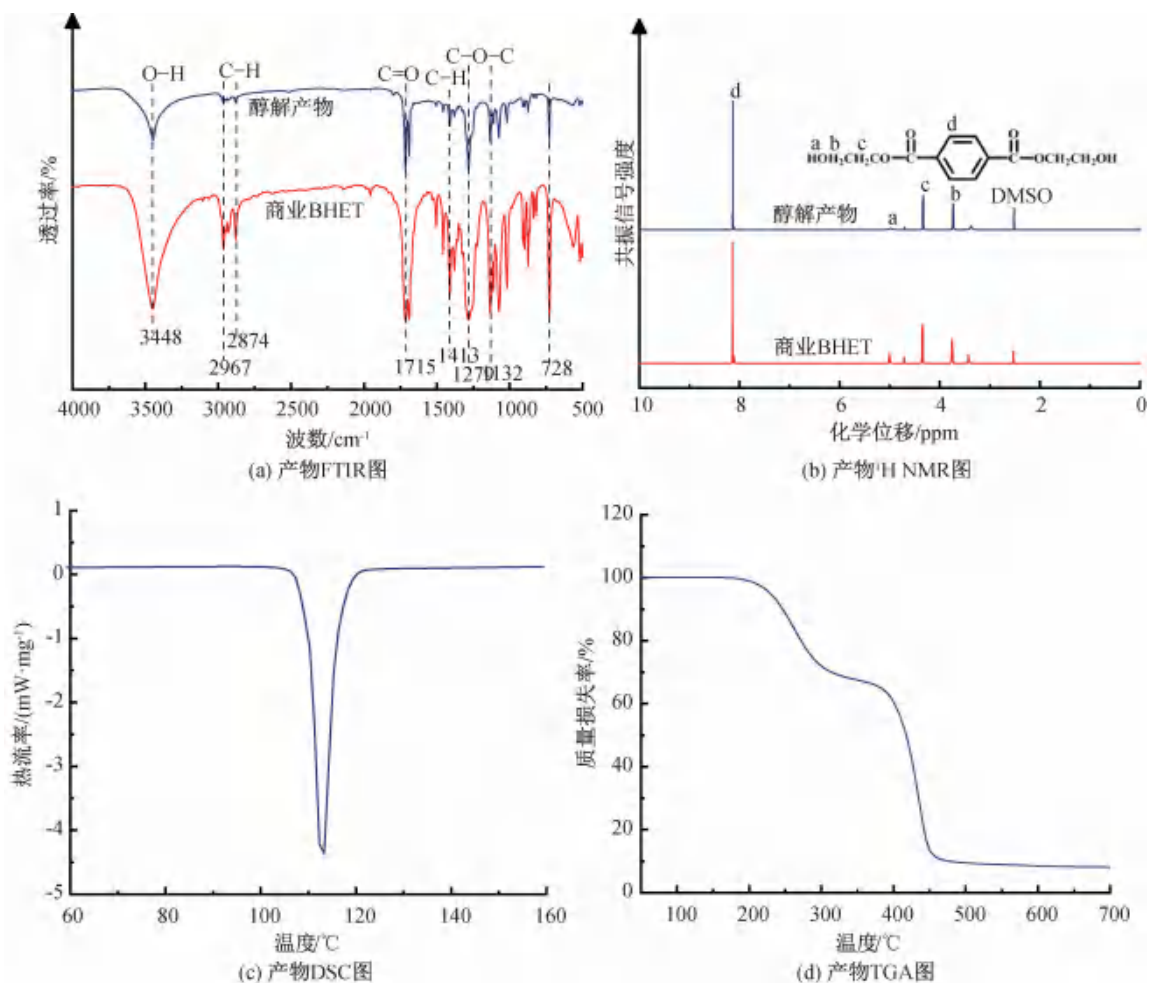 O−H
C−H
C=O
C−H
C−O−C
醇解产物
商业BHET
3448
2967
2874
1715
1413
1270
1132
728
透过率/%
4000 3500 3000 2500 2000 1500 1000 500
波数/cm⁻¹
(a) 产物FTIR图
d
a b c
HOH₂CH₂CO
O
C
d
O
C
OCH₂CH₂OH
c
b
a
DMSO
醇解产物
商业BHET
共振信号强度
10 8 6 4 2 0
化学位移/ppm
(b) 产物¹H NMR图
1
0
-1
-2
-3
-4
-5
热流率/(mW·mg⁻¹)
60 80 100 120 140 160
温度/℃
(c) 产物DSC图
120
100
80
60
40
20
0
质量损失率/%
100 200 300 400 500 600 700
温度/℃
(d) 产物TGA图